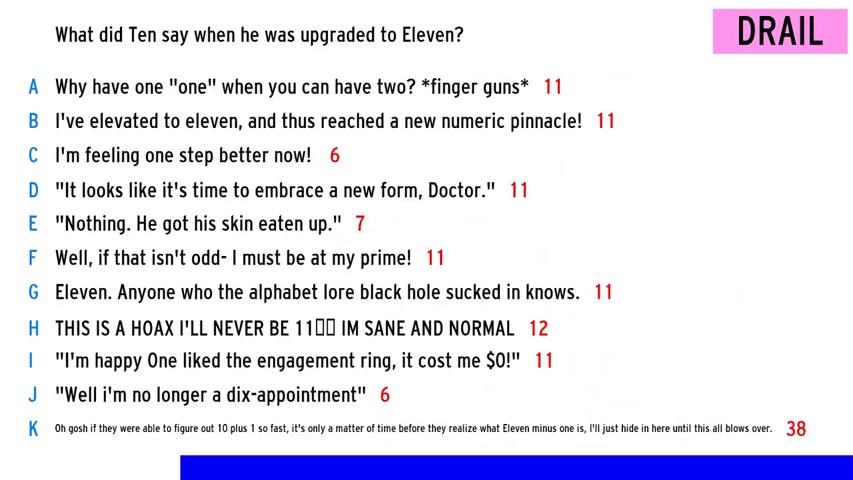 What did Ten say when he was upgraded to Eleven?
DRAIL
A Why have one "one" when you can have two? *finger guns* 11
B I've elevated to eleven, and thus reached a new numeric pinnacle! 11
C I'm feeling one step better now! 6
D "It looks like it's time to embrace a new form, Doctor." 11
E "Nothing. He got his skin eaten up." 7
F Well, if that isn't odd- I must be at my prime! 11
G Eleven. Anyone who the alphabet lore black hole sucked in knows. 11
H THIS IS A HOAX I'LL NEVER BE 11▯▯ IM SANE AND NORMAL 12
I "I'm happy One liked the engagement ring, it cost me $0!" 11
J "Well i'm no longer a dix-appointment" 6
K Oh gosh if they were able to figure out 10 plus 1 so fast, it's only a matter of time before they realize what Eleven minus one is, I'll just hide in here until this all blows over. 38